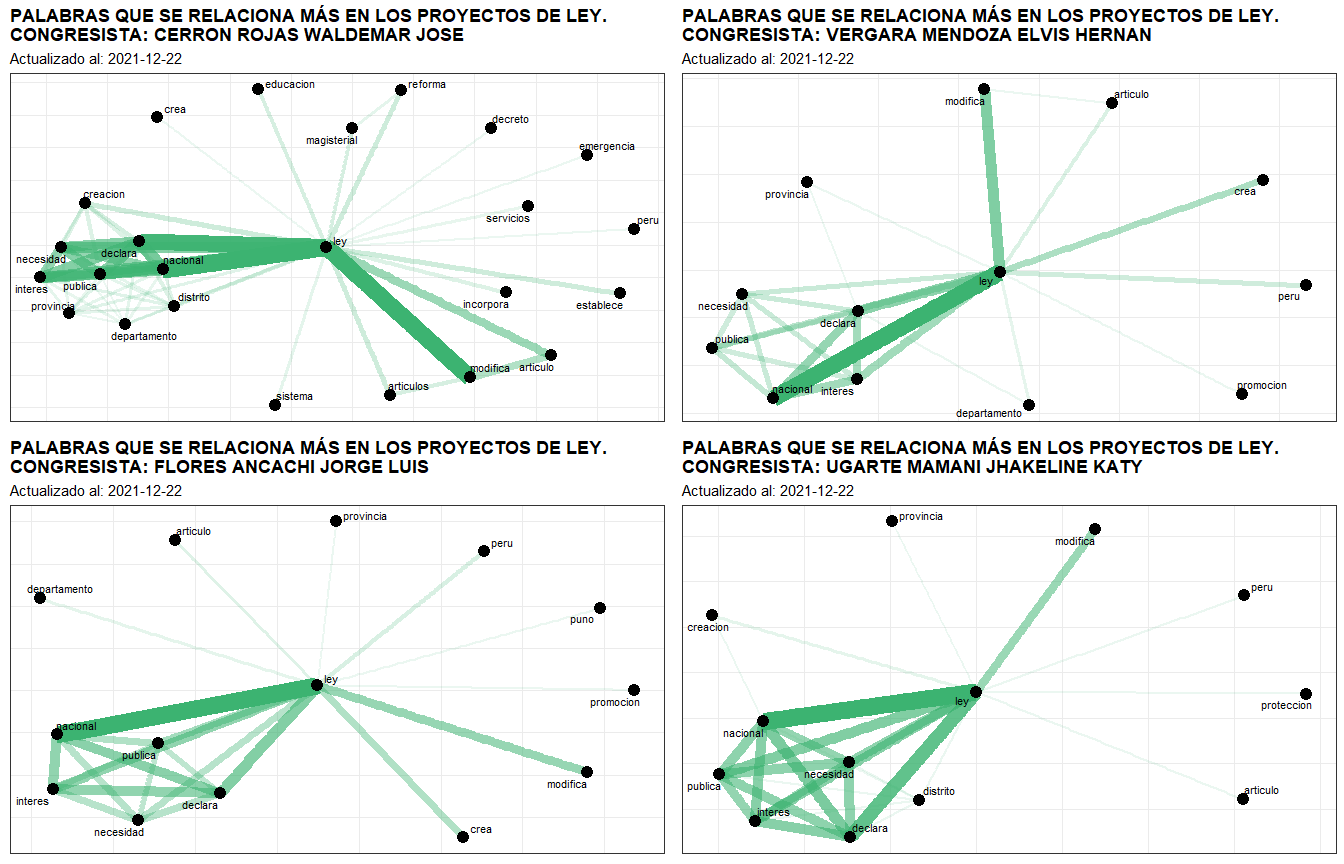 PALABRAS QUE SE RELACIONA MÁS EN LOS PROYECTOS DE LEY.
CONGRESISTA: CERRON ROJAS WALDEMAR JOSE
Actualizado al: 2021-12-22
educacion
reforma
crea
decreto
magisterial
emergencia
creacion
servicios
peru
ley
declara
necesidad
nacional
interes
publica
distrito
provincia
incorpora
establece
departamento
modifica
articulo
articulos
sistema
PALABRAS QUE SE RELACIONA MÁS EN LOS PROYECTOS DE LEY.
CONGRESISTA: VERGARA MENDOZA ELVIS HERNAN
Actualizado al: 2021-12-22
modifica
articulo
provincia
crea
ley
peru
necesidad
declara
publica
nacional
interes
promocion
departamento
PALABRAS QUE SE RELACIONA MÁS EN LOS PROYECTOS DE LEY.
CONGRESISTA: FLORES ANCACHI JORGE LUIS
Actualizado al: 2021-12-22
provincia
articulo
peru
departamento
puno
ley
promocion
nacional
publica
modifica
interes
declara
necesidad
crea
PALABRAS QUE SE RELACIONA MÁS EN LOS PROYECTOS DE LEY.
CONGRESISTA: UGARTE MAMANI JHAKELINE KATY
Actualizado al: 2021-12-22
provincia
modifica
peru
creacion
ley
proteccion
nacional
necesidad
publica
distrito
articulo
interes
declara